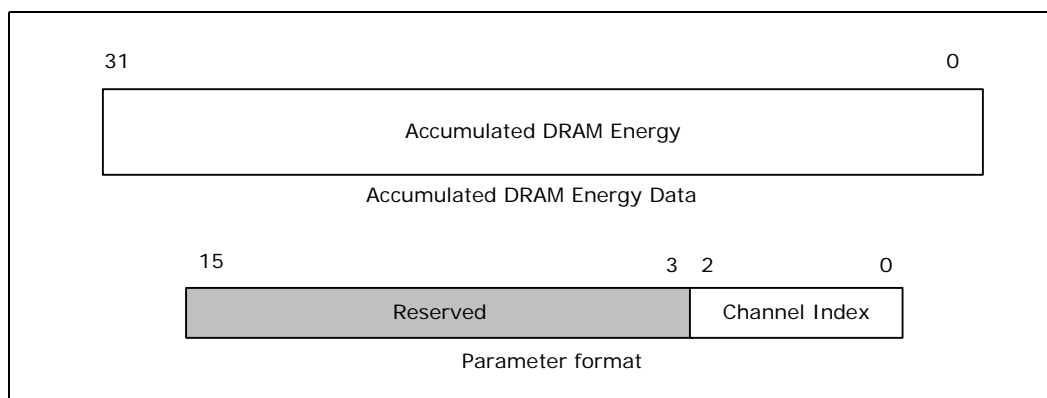 31 0
Accumulated DRAM Energy
Accumulated DRAM Energy Data
15 3 2 0
Reserved Channel Index
Parameter format